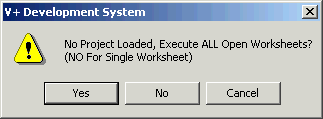 V+ Development System
No Project Loaded, Execute ALL Open Worksheets?
(NO For Single Worksheet)
Yes
No
Cancel